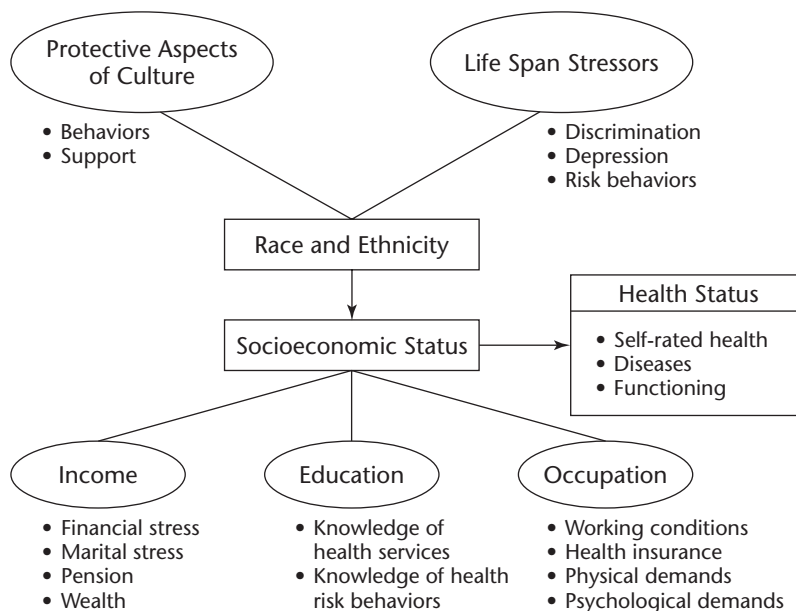 Protective Aspects
of Culture
Life Span Stressors
• Behaviors
• Support
• Discrimination
• Depression
• Risk behaviors
Race and Ethnicity
Health Status
• Self-rated health
• Diseases
• Functioning
Socioeconomic Status
Income
Education
Occupation
• Financial stress
• Marital stress
• Pension
• Wealth
• Knowledge of
health services
• Knowledge of health
risk behaviors
• Working conditions
• Health insurance
• Physical demands
• Psychological demands